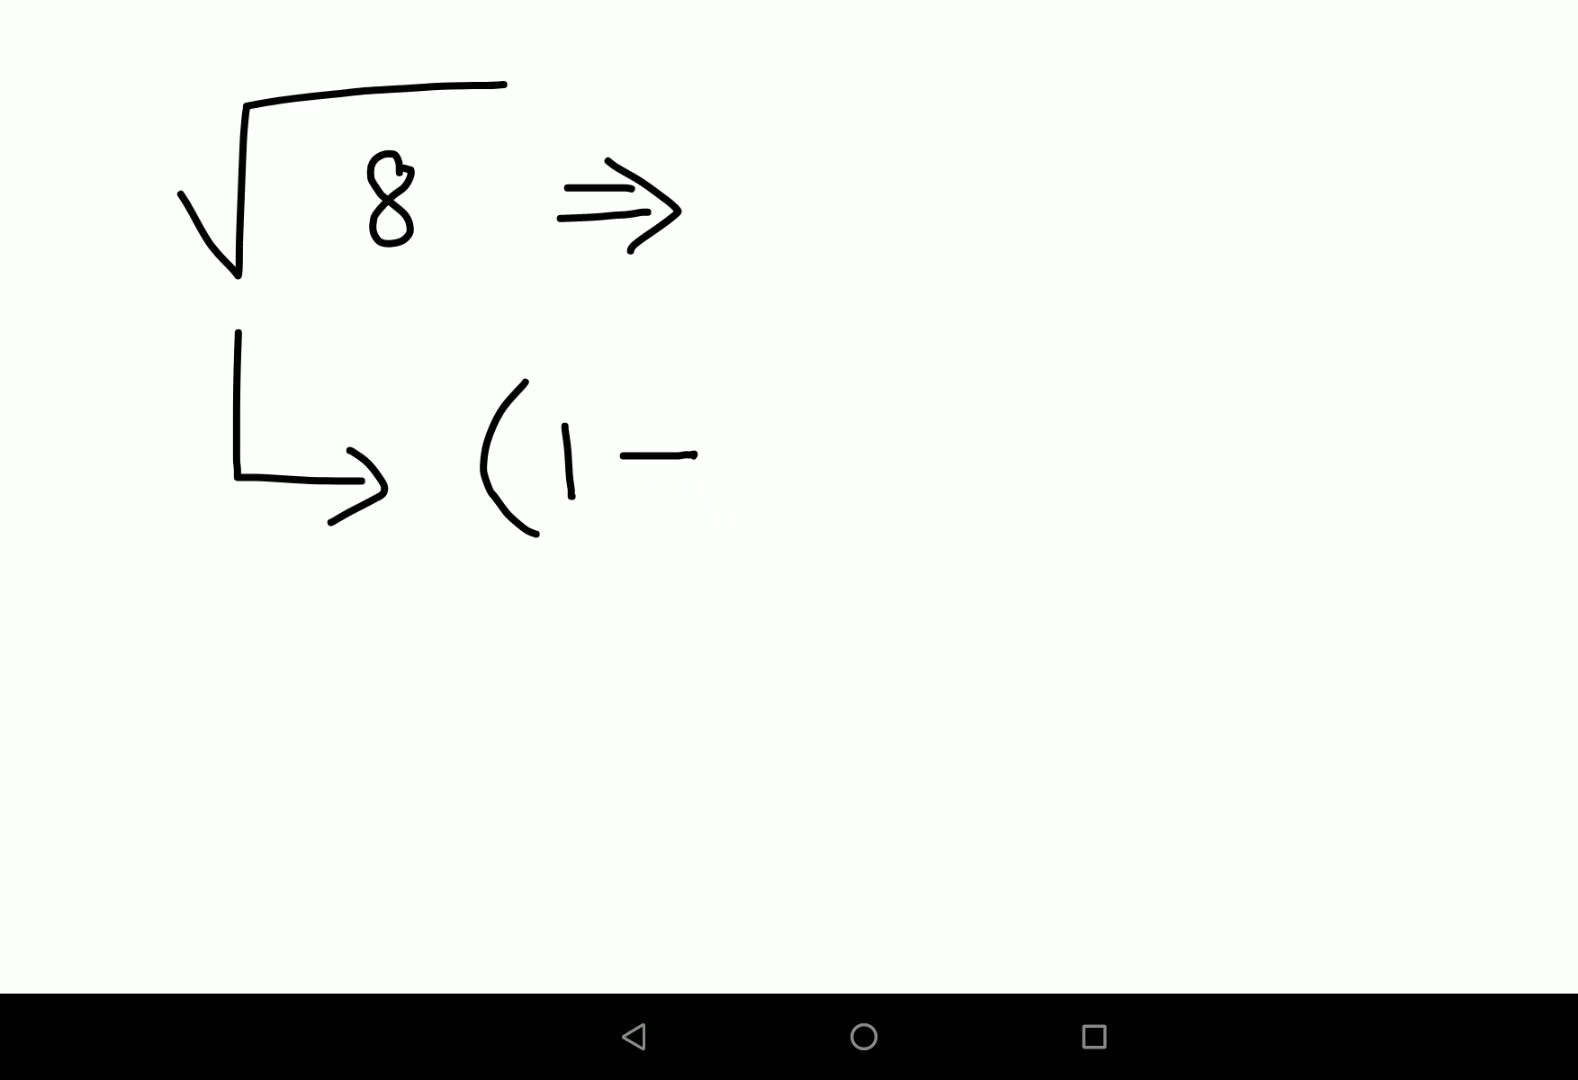 √8 ⇒
↳ (1 −